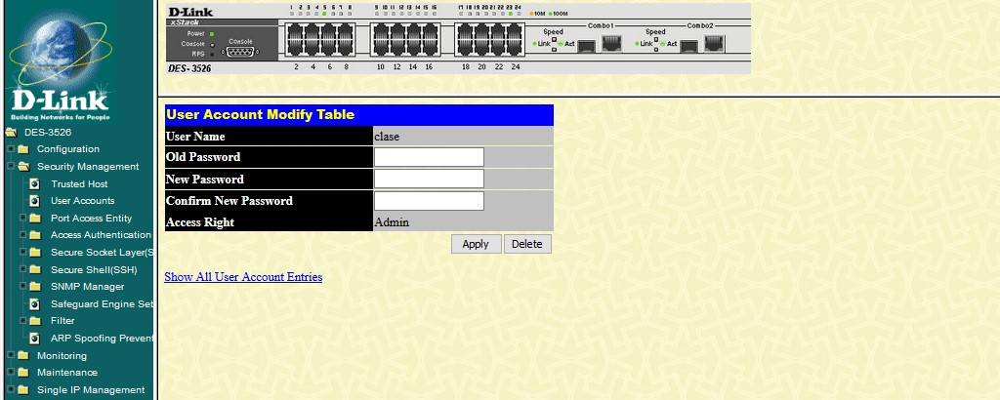 D-Link
Building Networks for People
DES-3526
Configuration
Security Management
Trusted Host
User Accounts
Port Access Entity
Access Authentication
Secure Socket Layer(S
Secure Shell(SSH)
SNMP Manager
Safeguard Engine Set
Filter
ARP Spoofing Prevent
Monitoring
Maintenance
Single IP Management
D-Link
xStack
Power
Console
RPS
Console
DES-3526
1 2 3 4 5 6 7 8
9 10 11 12 13 14 15 16
17 18 19 20 21 22 23 24
10M 100M
2 4 6 8
10 12 14 16
18 20 22 24
Combo1
Speed
Link Act
Combo2
Speed
Link Act
User Account Modify Table
User Name clase
Old Password
New Password
Confirm New Password
Access Right Admin
Apply Delete
Show All User Account Entries